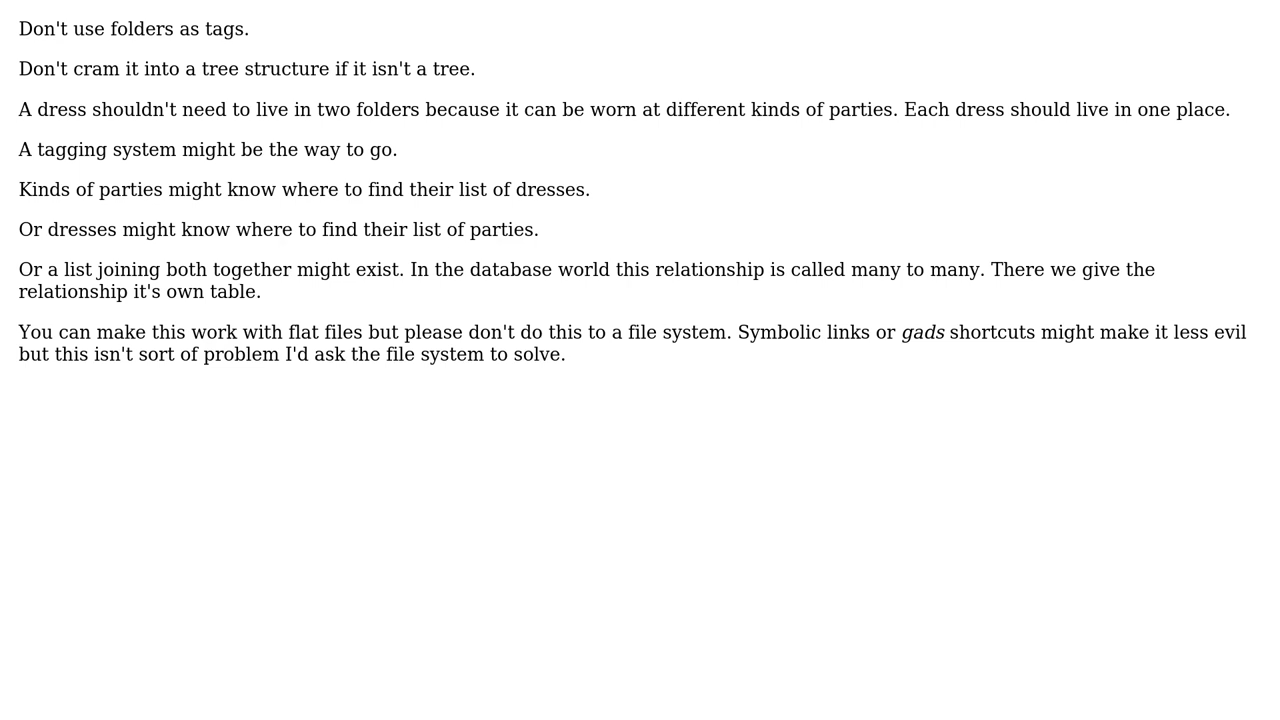 Don't use folders as tags.
Don't cram it into a tree structure if it isn't a tree.
A dress shouldn't need to live in two folders because it can be worn at different kinds of parties. Each dress should live in one place.
A tagging system might be the way to go.
Kinds of parties might know where to find their list of dresses.
Or dresses might know where to find their list of parties.
Or a list joining both together might exist. In the database world this relationship is called many to many. There we give the
relationship it's own table.
You can make this work with flat files but please don't do this to a file system. Symbolic links or gads shortcuts might make it less evil
but this isn't sort of problem I'd ask the file system to solve.